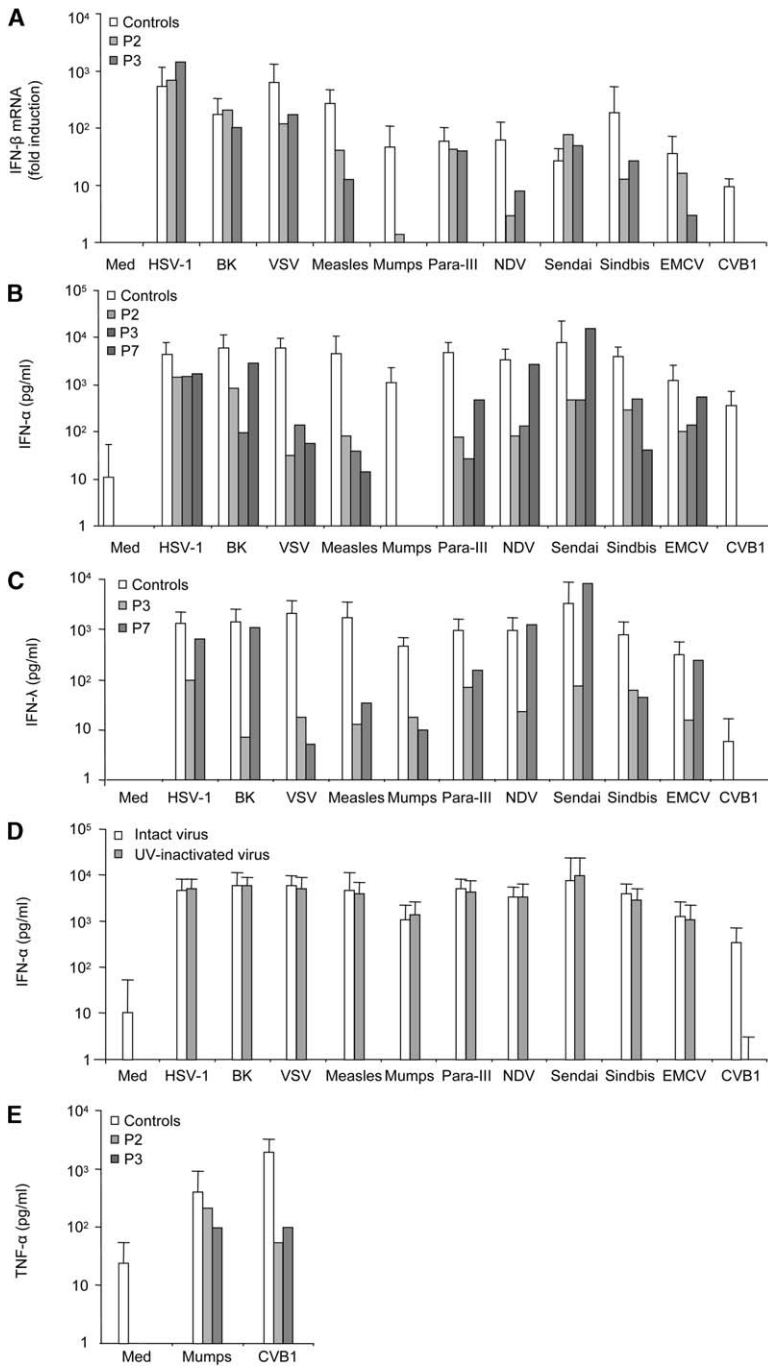 A
Controls
P2
P3
IFN-β mRNA
(fold induction)
10⁴
10³
10²
10
1
Med HSV-1 BK VSV Measles Mumps Para-III NDV Sendai Sindbis EMCV CVB1
B
Controls
P2
P3
P7
IFN-α (pg/ml)
10⁵
10⁴
10³
10²
10
1
Med HSV-1 BK VSV Measles Mumps Para-III NDV Sendai Sindbis EMCV CVB1
C
Controls
P3
P7
IFN-λ (pg/ml)
10⁴
10³
10²
10
1
Med HSV-1 BK VSV Measles Mumps Para-III NDV Sendai Sindbis EMCV CVB1
D
Intact virus
UV-inactivated virus
IFN-α (pg/ml)
10⁵
10⁴
10³
10²
10
1
Med HSV-1 BK VSV Measles Mumps Para-III NDV Sendai Sindbis EMCV CVB1
E
Controls
P2
P3
TNF-α (pg/ml)
10⁴
10³
10²
10
1
Med Mumps CVB1